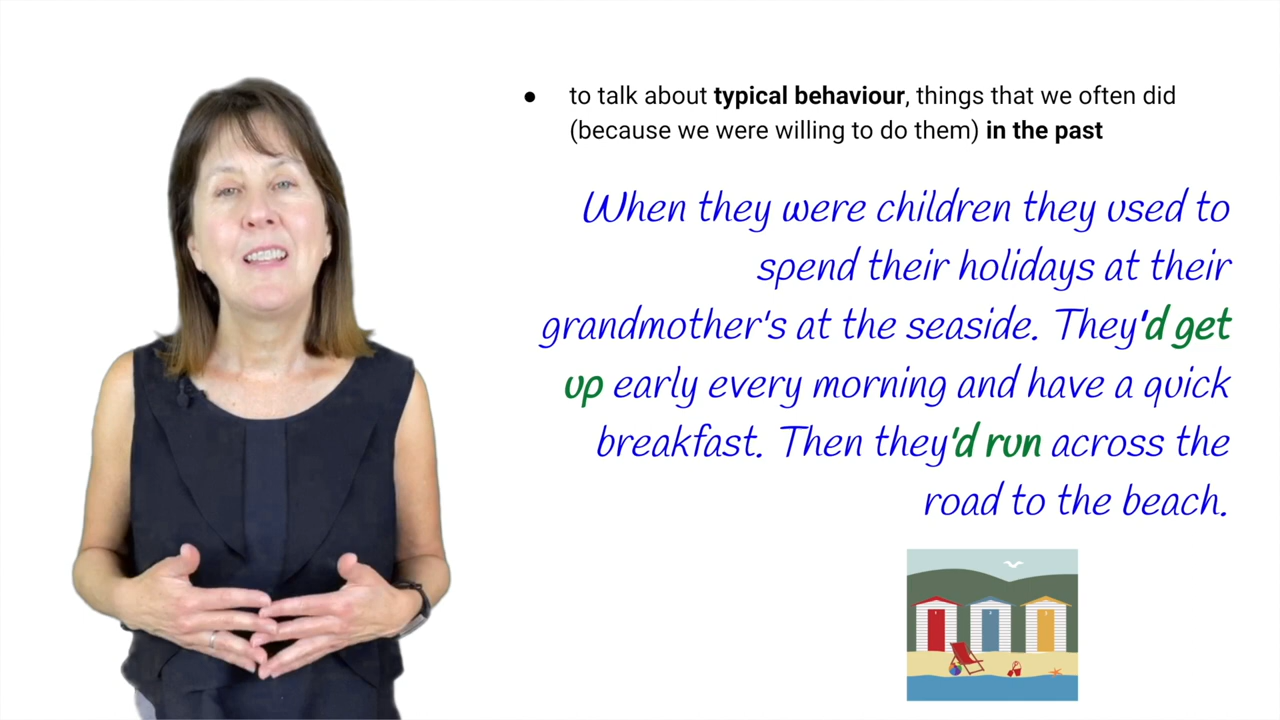 ● to talk about typical behaviour, things that we often did
(because we were willing to do them) in the past
When they were children they used to
spend their holidays at their
grandmother's at the seaside. They'd get
up early every morning and have a quick
breakfast. Then they'd run across the
road to the beach.